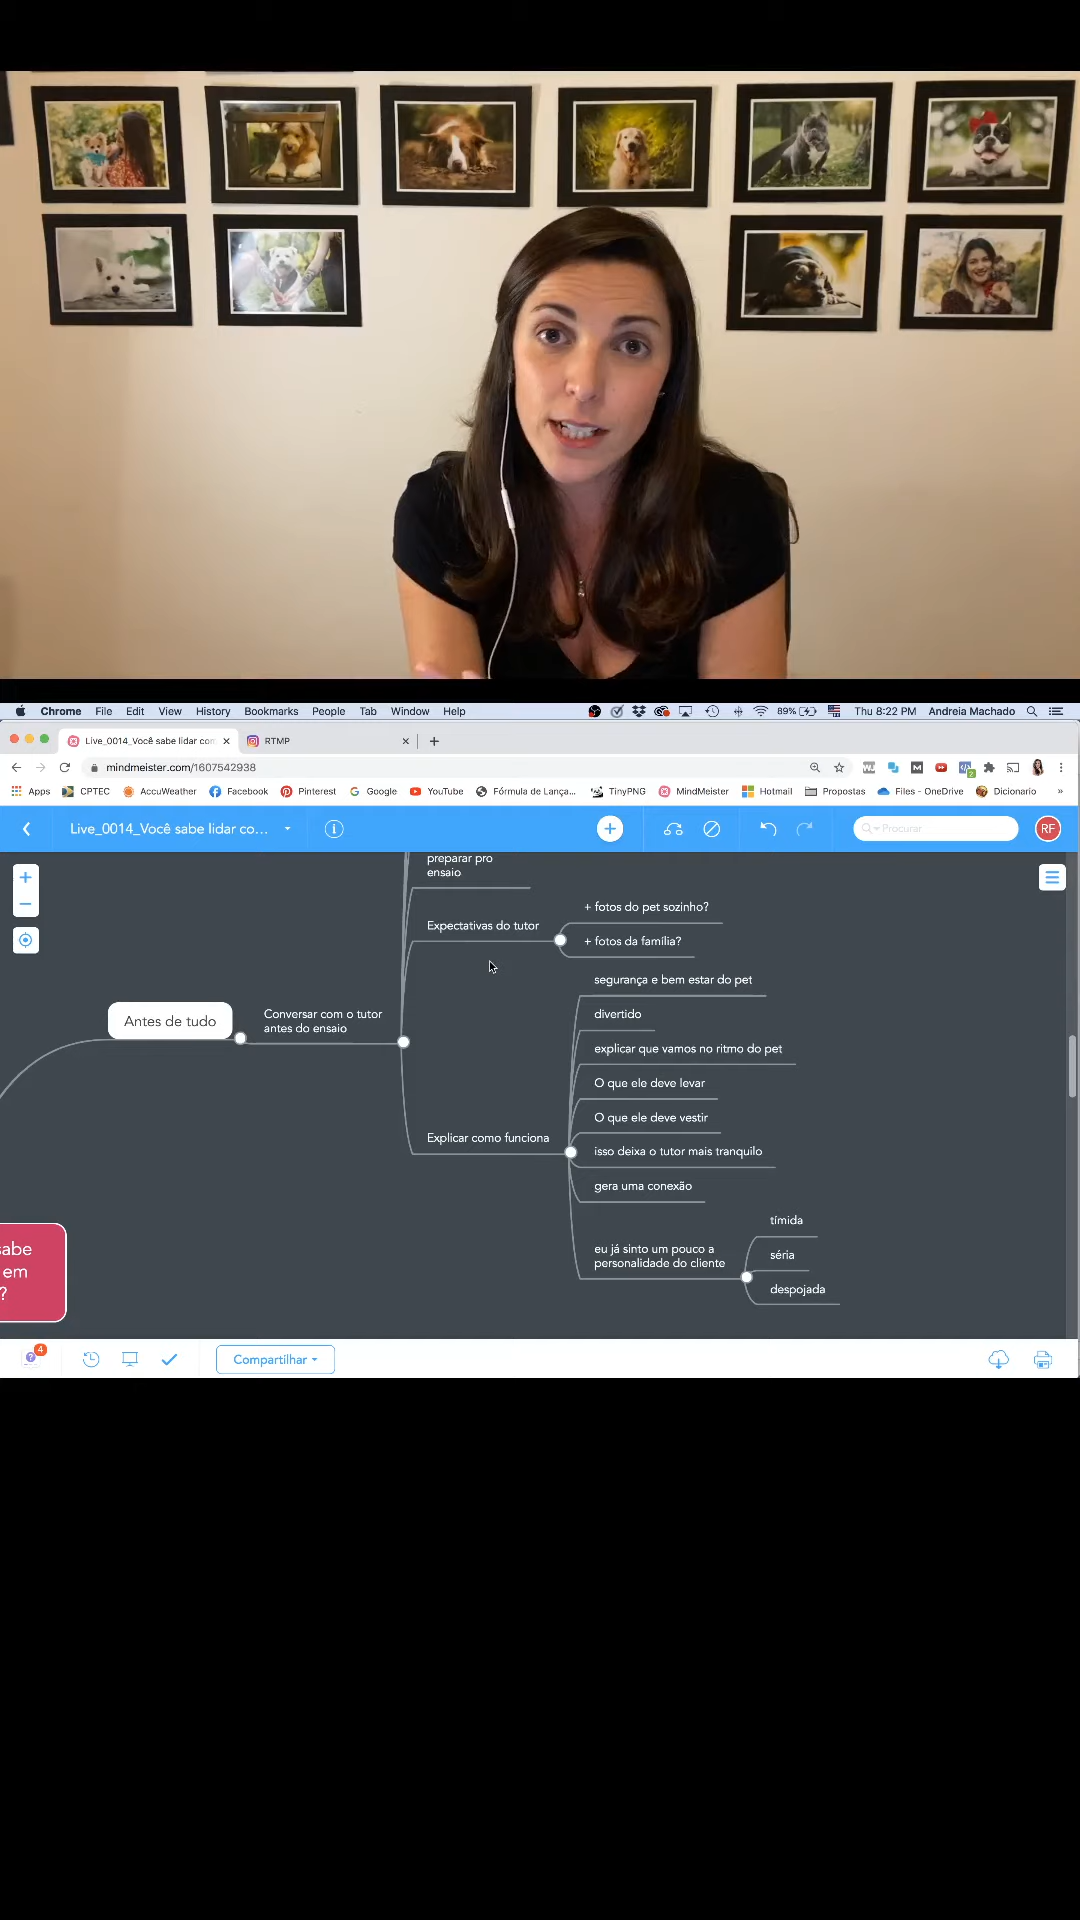 Chrome File Edit View History Bookmarks People Tab Window Help 89% Thu 8:22 PM Andreia Machado
Live_0014_Você sabe lidar com RTMP
mindmeister.com/1607542938
Apps CPTEC AccuWeather Facebook Pinterest Google YouTube Fórmula de Lança... TinyPNG MindMeister Hotmail Propostas Files - OneDrive Dicionario »
Live_0014_Você sabe lidar co... Procurar RF
preparar pro
ensaio
Expectativas do tutor
+ fotos do pet sozinho?
+ fotos da família?
Antes de tudo
Conversar com o tutor
antes do ensaio
Explicar como funciona
segurança e bem estar do pet
divertido
explicar que vamos no ritmo do pet
O que ele deve levar
O que ele deve vestir
isso deixa o tutor mais tranquilo
gera uma conexão
eu já sinto um pouco a
personalidade do cliente
tímida
séria
despojada
sabe
em
?
4
Compartilhar